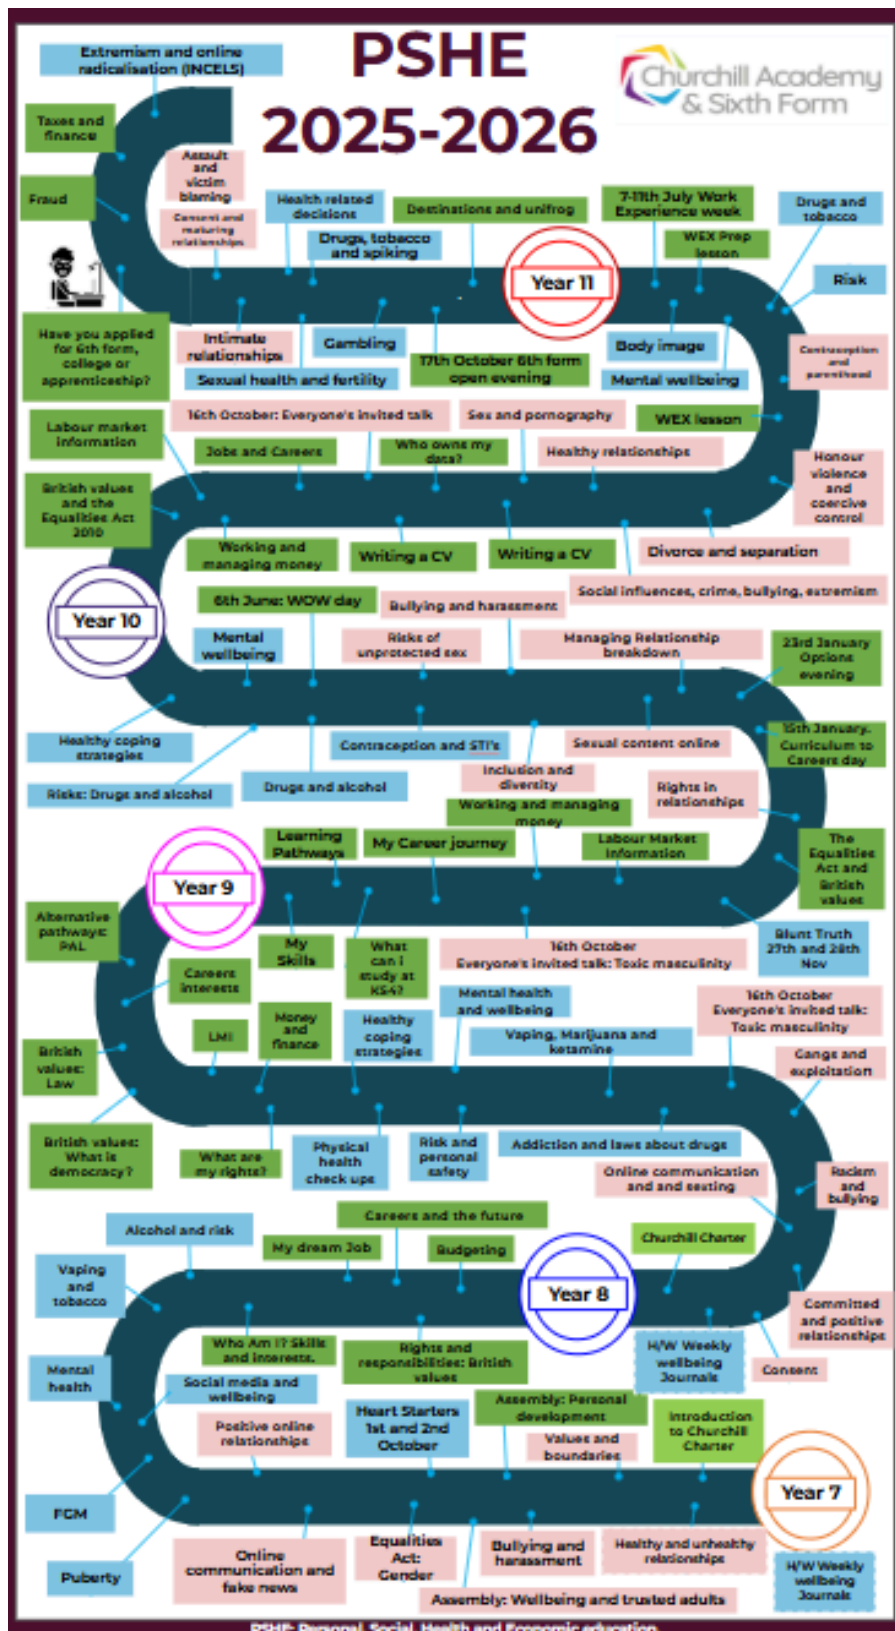 PSHE
2025-2026
Churchill Academy
& Sixth Form
Extremism and online
radicalisation (INCELS)
Taxes and
finance
Fraud
Assault
and
victim
blaming
Consent and
maturing
relationships
Health related
decisions
Drugs, tobacco
and spiking
Destinations and unifrog
7-11th July Work
Experience week
WEX Prep
lesson
Drugs and
tobacco
Risk
Year 11
Have you applied
for 6th form,
college or
apprenticeship?
Intimate
relationships
Sexual health and fertility
Gambling
17th October 6th form
open evening
Body image
Mental wellbeing
Contraception
and
parenthood
WEX lesson
Labour market
information
16th October: Everyone's invited talk
Jobs and Careers
Who owns my
data?
Sex and pornography
Healthy relationships
Honour
violence
and
coercive
control
British values
and the
Equalities Act
2010
Working and
managing money
Writing a CV
Writing a CV
Divorce and separation
Social influences, crime, bullying, extremism
Year 10
6th June: WOW day
Mental
wellbeing
Bullying and harassment
Risks of
unprotected sex
Managing Relationship
breakdown
23rd January
Options
evening
Healthy coping
strategies
Risks: Drugs and alcohol
Drugs and alcohol
Contraception and STI's
Inclusion and
diversity
Sexual content online
15th January.
Curriculum to
Careers day
Rights in
relationships
Working and managing
money
Learning
Pathways
My Career journey
Labour Market
Information
The
Equalities
Act and
British
values
Year 9
Alternative
pathways:
PAL
My
Skills
What
can i
study at
KS4?
16th October
Everyone's invited talk: Toxic masculinity
Blunt Truth
27th and 28th
Nov
Careers
interests
LMI
Money
and
finance
Healthy
coping
strategies
Mental health
and wellbeing
Vaping, Marijuana and
ketamine
16th October
Everyone's invited talk:
Toxic masculinity
Gangs and
exploitation
British
values:
Law
British values:
What is
democracy?
What are
my rights?
Physical
health
check ups
Risk and
personal
safety
Addiction and laws about drugs
Online communication
and and sexting
Racism
and
bullying
Alcohol and risk
Careers and the future
My dream Job
Budgeting
Churchill Charter
Vaping
and
tobacco
Year 8
Committed
and positive
relationships
Who Am I? Skills
and interests.
Rights and
responsibilities: British
values
H/W Weekly
wellbeing
Journals
Consent
Mental
health
Social media and
wellbeing
Positive online
relationships
Heart Starters
1st and 2nd
October
Assembly: Personal
development
Values and
boundaries
Introduction
to Churchill
Charter
Year 7
FGM
Puberty
Online
communication and
fake news
Equalities
Act:
Gender
Bullying and
harassment
Healthy and unhealthy
relationships
Assembly: Wellbeing and trusted adults
H/W Weekly
wellbeing
Journals
PSHE: Personal, Social, Health and Economic education